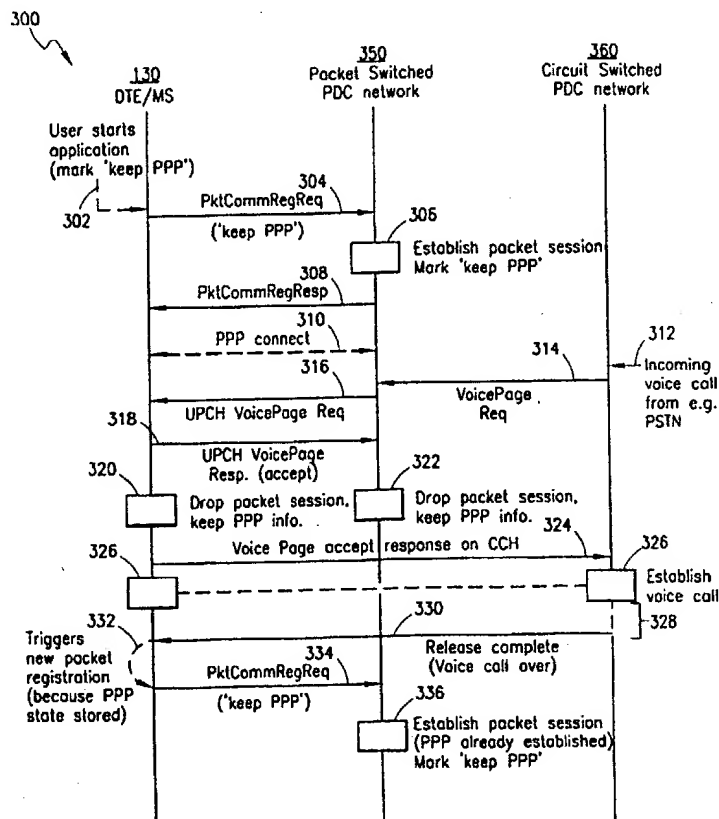 300
130
DTE/MS
350
Packet Switched
PDC network
360
Circuit Switched
PDC network
User starts
application
(mark 'keep PPP')
302
304
PktCommRegReq
('keep PPP')
306
Establish packet session
Mark 'keep PPP'
308
PktCommRegResp
310
PPP connect
312
Incoming
voice call
from e.g.
PSTN
314
VoicePage
Req
316
UPCH VoicePage Req
318
UPCH VoicePage
Resp. (accept)
320
Drop packet session,
keep PPP info.
322
Drop packet session,
keep PPP info.
324
Voice Page accept response on CCH
326
326
Establish
voice call
328
330
Release complete
(Voice call over)
332
Triggers
new packet
registration
(because PPP
state stored)
334
PktCommRegReq
('keep PPP')
336
Establish packet session
(PPP already established)
Mark 'keep PPP'